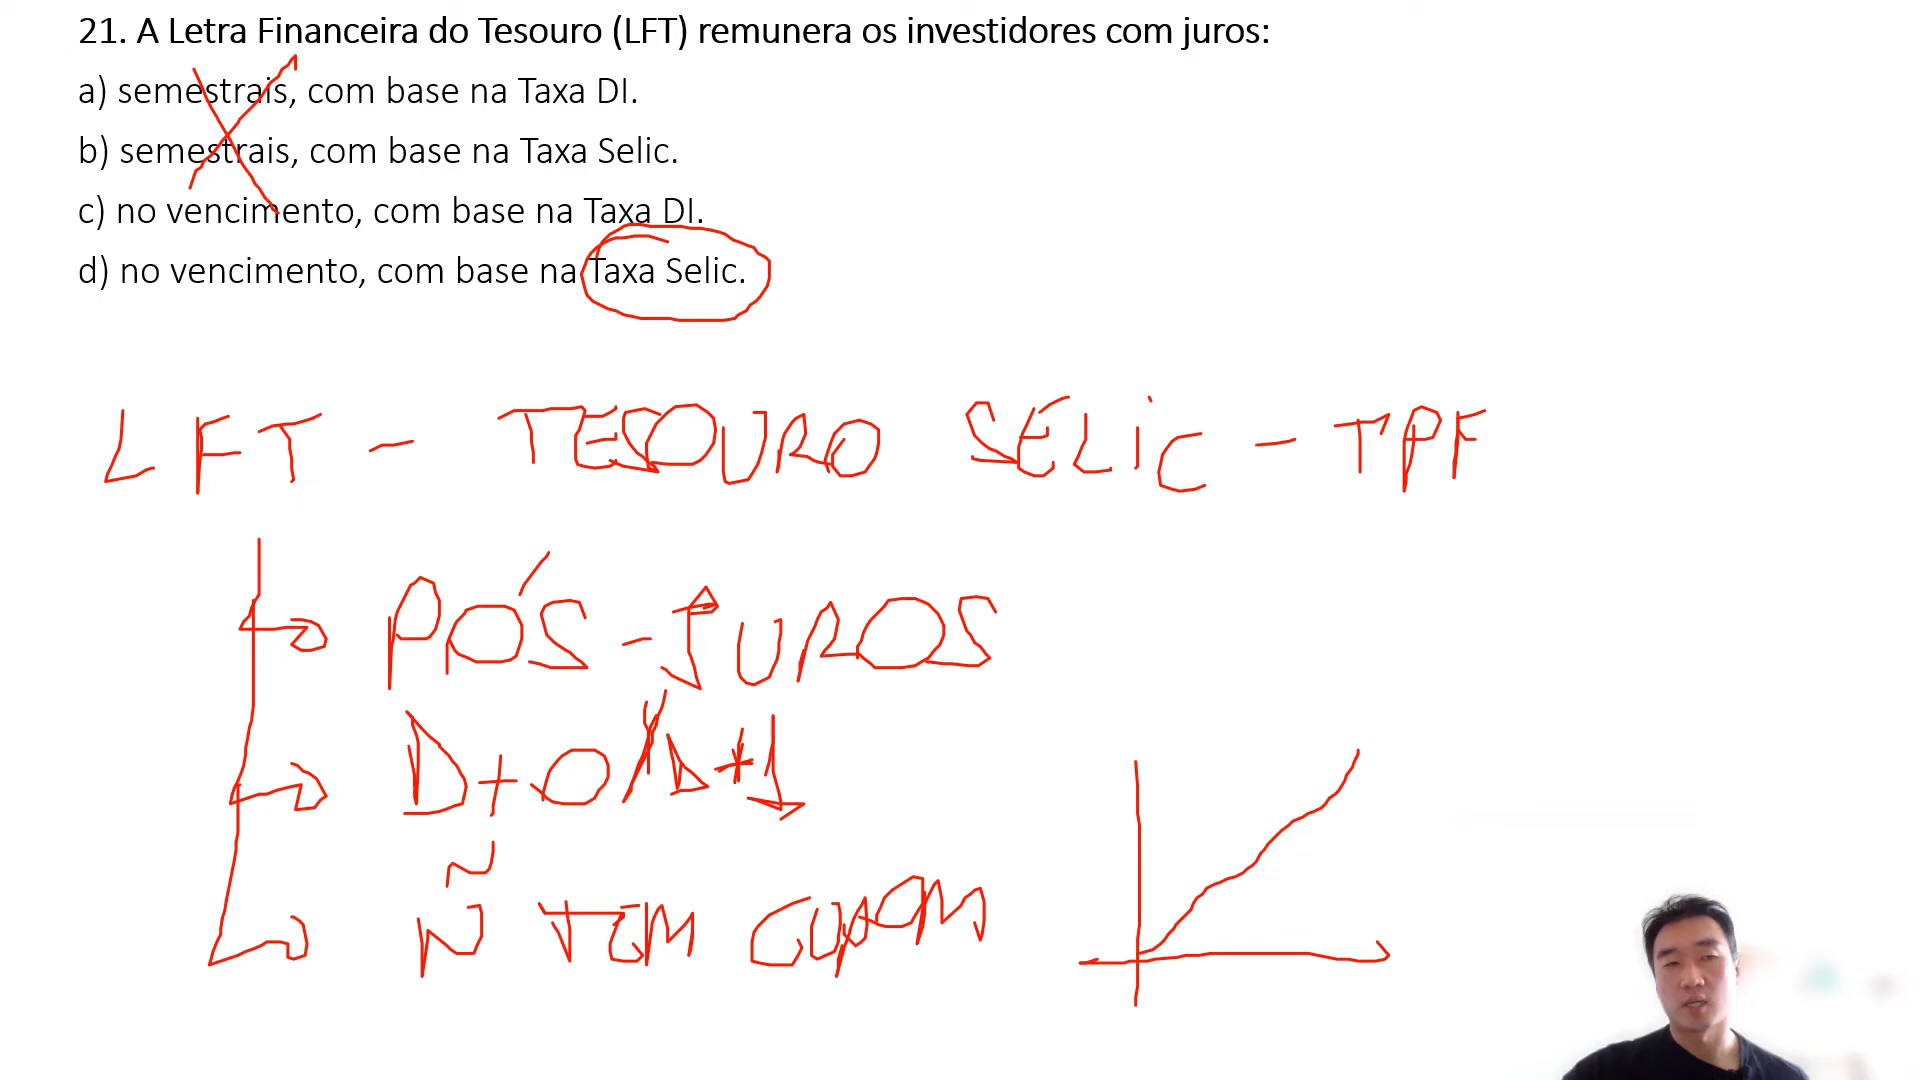 21. A Letra Financeira do Tesouro (LFT) remunera os investidores com juros:
a) semestrais, com base na Taxa DI.
b) semestrais, com base na Taxa Selic.
c) no vencimento, com base na Taxa DI.
d) no vencimento, com base na Taxa Selic.
LFT - TESOURO SELiC - TPF
PÓS - JUROS
D+0/D+1
Ñ TEM CUPOM